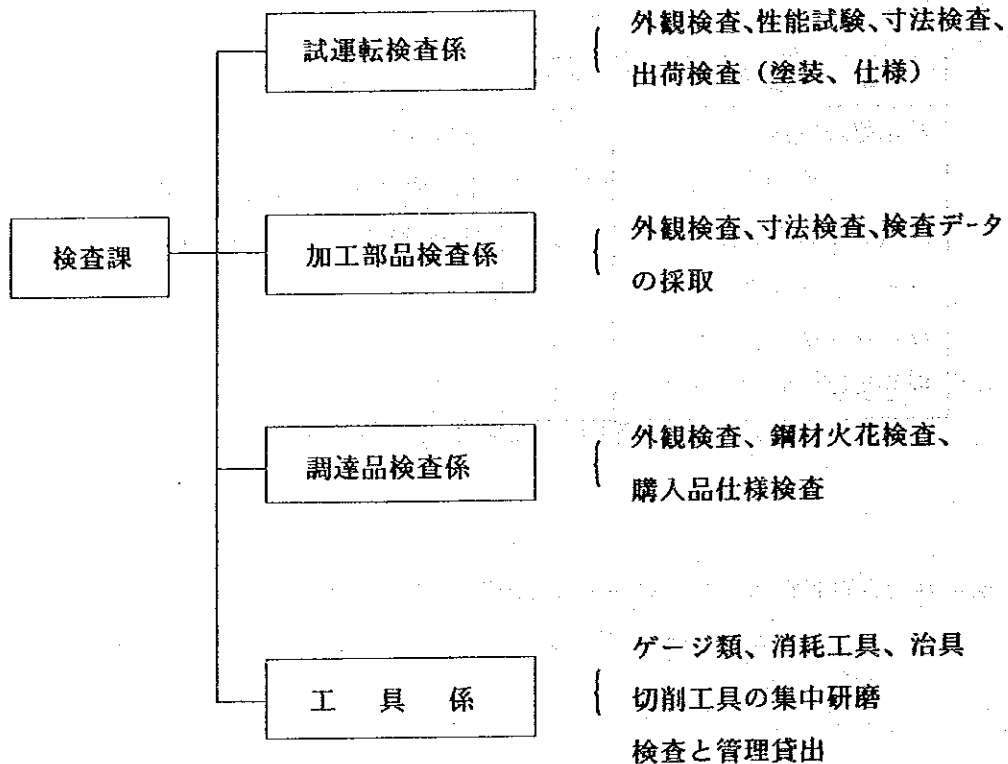 試運転検査係
外観検査、性能試験、寸法検査、
出荷検査(塗装、仕様)
検査課
加工部品検査係
外観検査、寸法検査、検査データ
の採取
調達品検査係
外観検査、鋼材火花検査、
購入品仕様検査
工具係
ゲージ類、消耗工具、治具
切削工具の集中研磨
検査と管理貸出